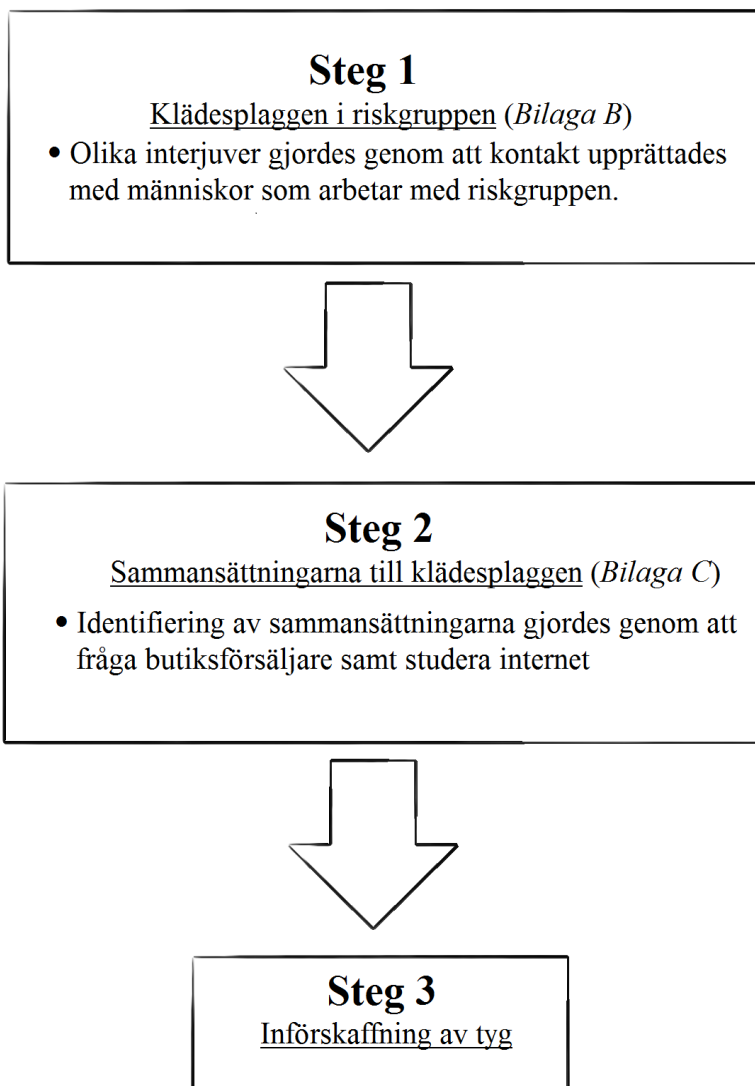 Steg 1
Klädesplaggen i riskgruppen (Bilaga B)
• Olika interjuver gjordes genom att kontakt upprättades
med människor som arbetar med riskgruppen.
Steg 2
Sammansättningarna till klädesplaggen (Bilaga C)
• Identifiering av sammansättningarna gjordes genom att
fråga butiksförsäljare samt studera internet
Steg 3
Införskaffning av tyg